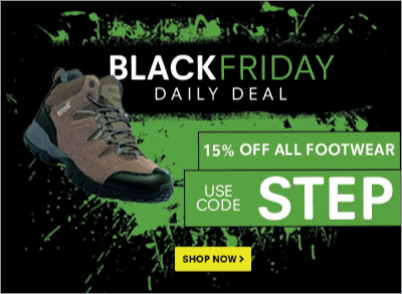 BLACKFRIDAY
DAILY DEAL
15% OFF ALL FOOTWEAR
USE CODE STEP
SHOP NOW >